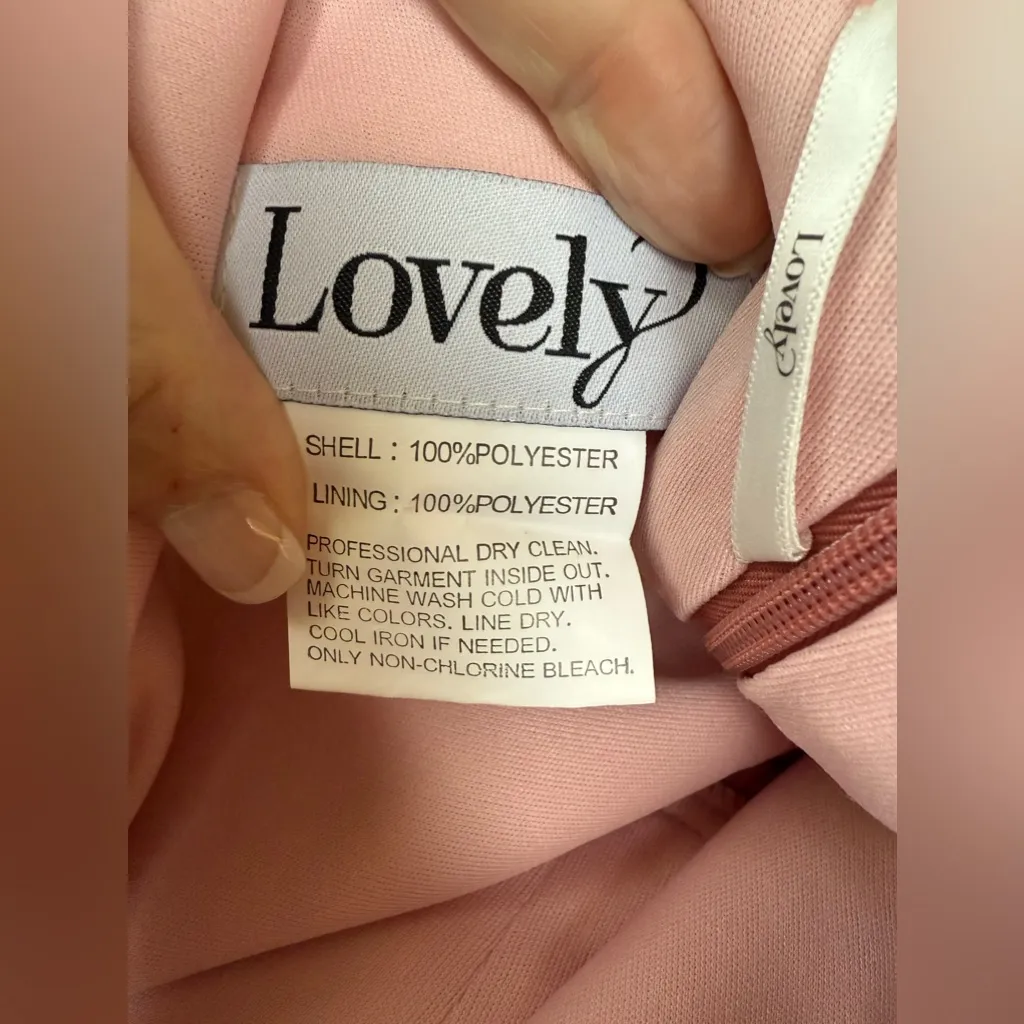 Lovely
Lovely
SHELL : 100%POLYESTER
LINING : 100%POLYESTER
PROFESSIONAL DRY CLEAN.
TURN GARMENT INSIDE OUT.
MACHINE WASH COLD WITH
LIKE COLORS. LINE DRY.
COOL IRON IF NEEDED.
ONLY NON-CHLORINE BLEACH.